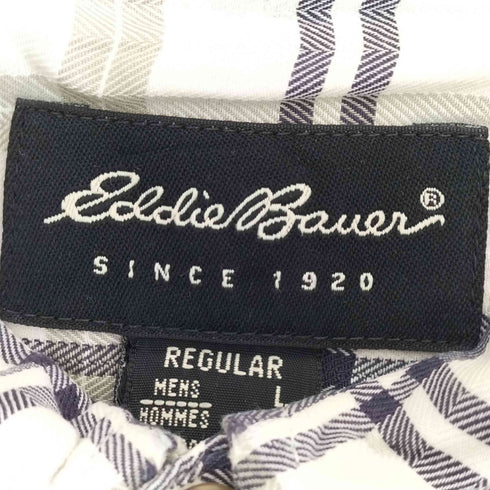 Eddie Bauer®
SINCE 1920
REGULAR
MENS L
HOMMES